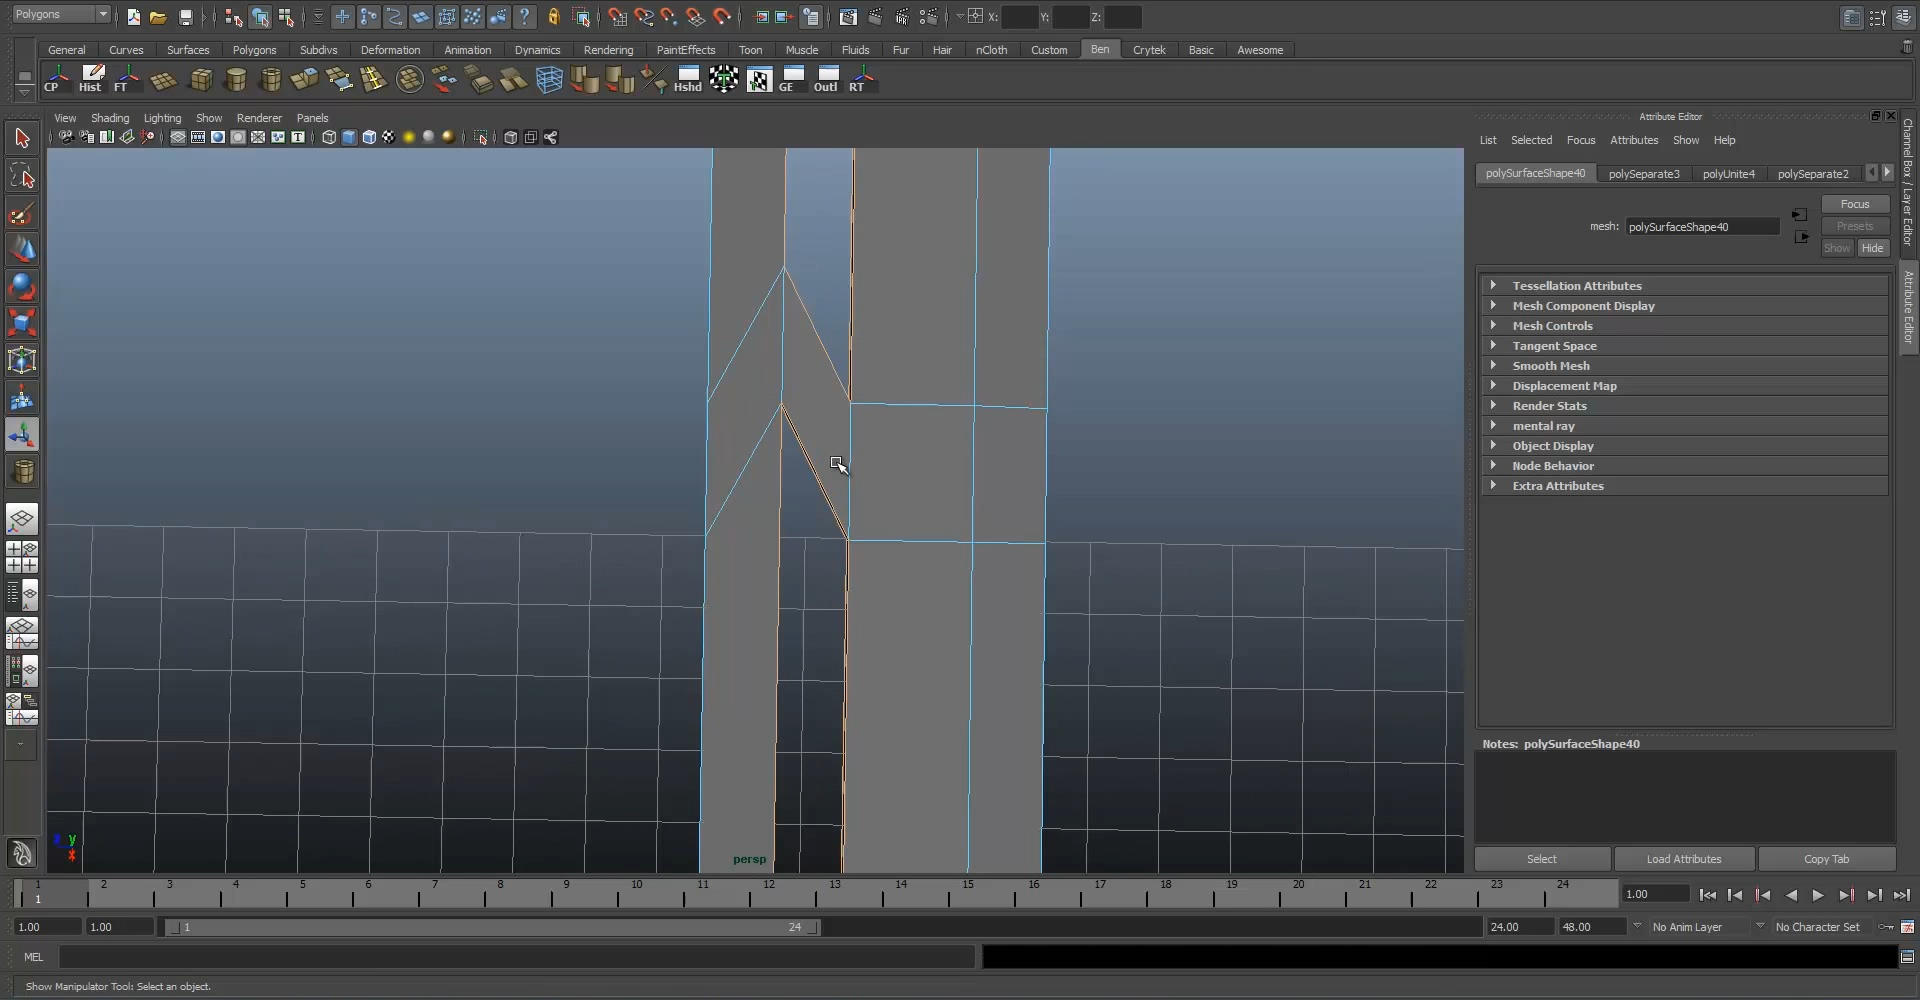 Polygons
X: Y: Z:
General Curves Surfaces Polygons Subdivs Deformation Animation Dynamics Rendering PaintEffects Toon Muscle Fluids Fur Hair nCloth Custom Ben Crytek Basic Awesome
CP Hist FT Hshd GE Outl RT
View Shading Lighting Show Renderer Panels
Attribute Editor
List Selected Focus Attributes Show Help
polySurfaceShape40 polySeparate3 polyUnite4 polySeparate2
Focus
mesh: polySurfaceShape40
Presets
Show Hide
Tessellation Attributes
Mesh Component Display
Mesh Controls
Tangent Space
Smooth Mesh
Displacement Map
Render Stats
mental ray
Object Display
Node Behavior
Extra Attributes
Channel Box / Layer Editor
Attribute Editor
Notes: polySurfaceShape40
Select Load Attributes Copy Tab
y
x
persp
1 2 3 4 5 6 7 8 9 10 11 12 13 14 15 16 17 18 19 20 21 22 23 24
1
1.00
1.00 1.00 1 24 24.00 48.00 No Anim Layer No Character Set
MEL
Show Manipulator Tool: Select an object.